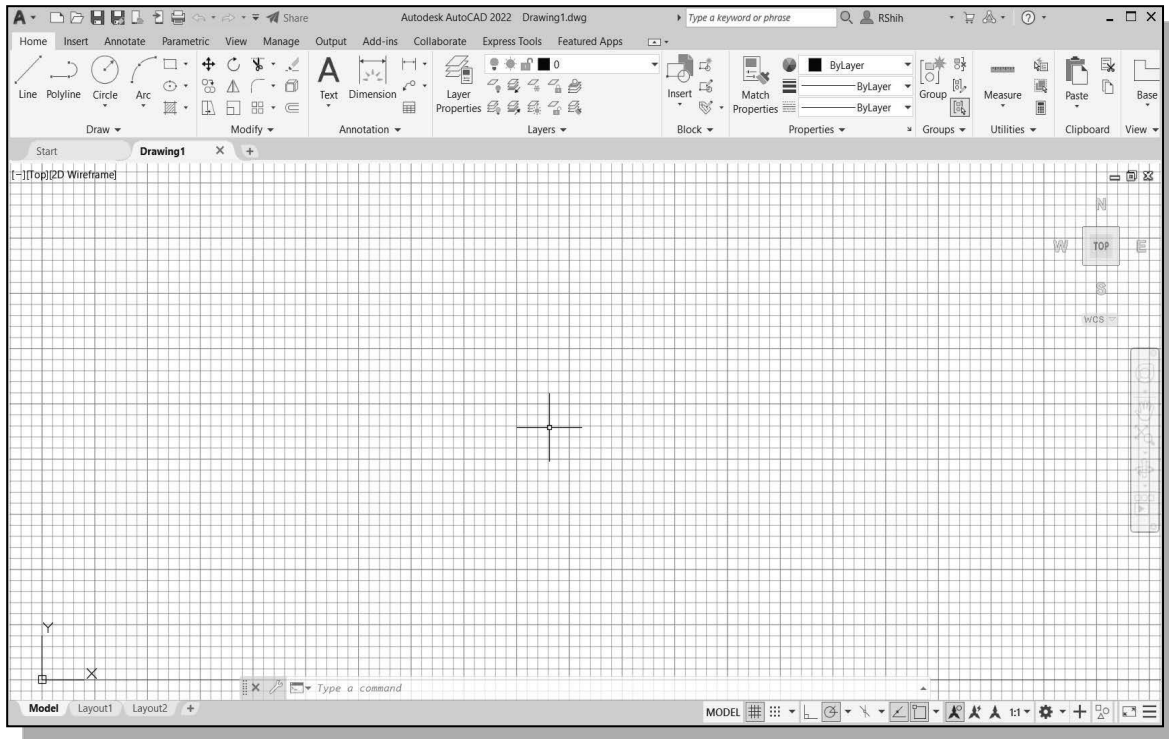 A Share Autodesk AutoCAD 2022 Drawing1.dwg Type a keyword or phrase RShih
Home Insert Annotate Parametric View Manage Output Add-ins Collaborate Express Tools Featured Apps
0
ByLayer
Line Polyline Circle Arc
A Text Dimension
Layer Properties
Insert
Match Properties
ByLayer
ByLayer
Group
Measure
Paste
Base
Draw Modify Annotation Layers Block Properties Groups Utilities Clipboard View
Start Drawing1
[–][Top][2D Wireframe]
N
W TOP E
S
WCS
Y
X
Type a command
Model Layout1 Layout2 + MODEL 1:1